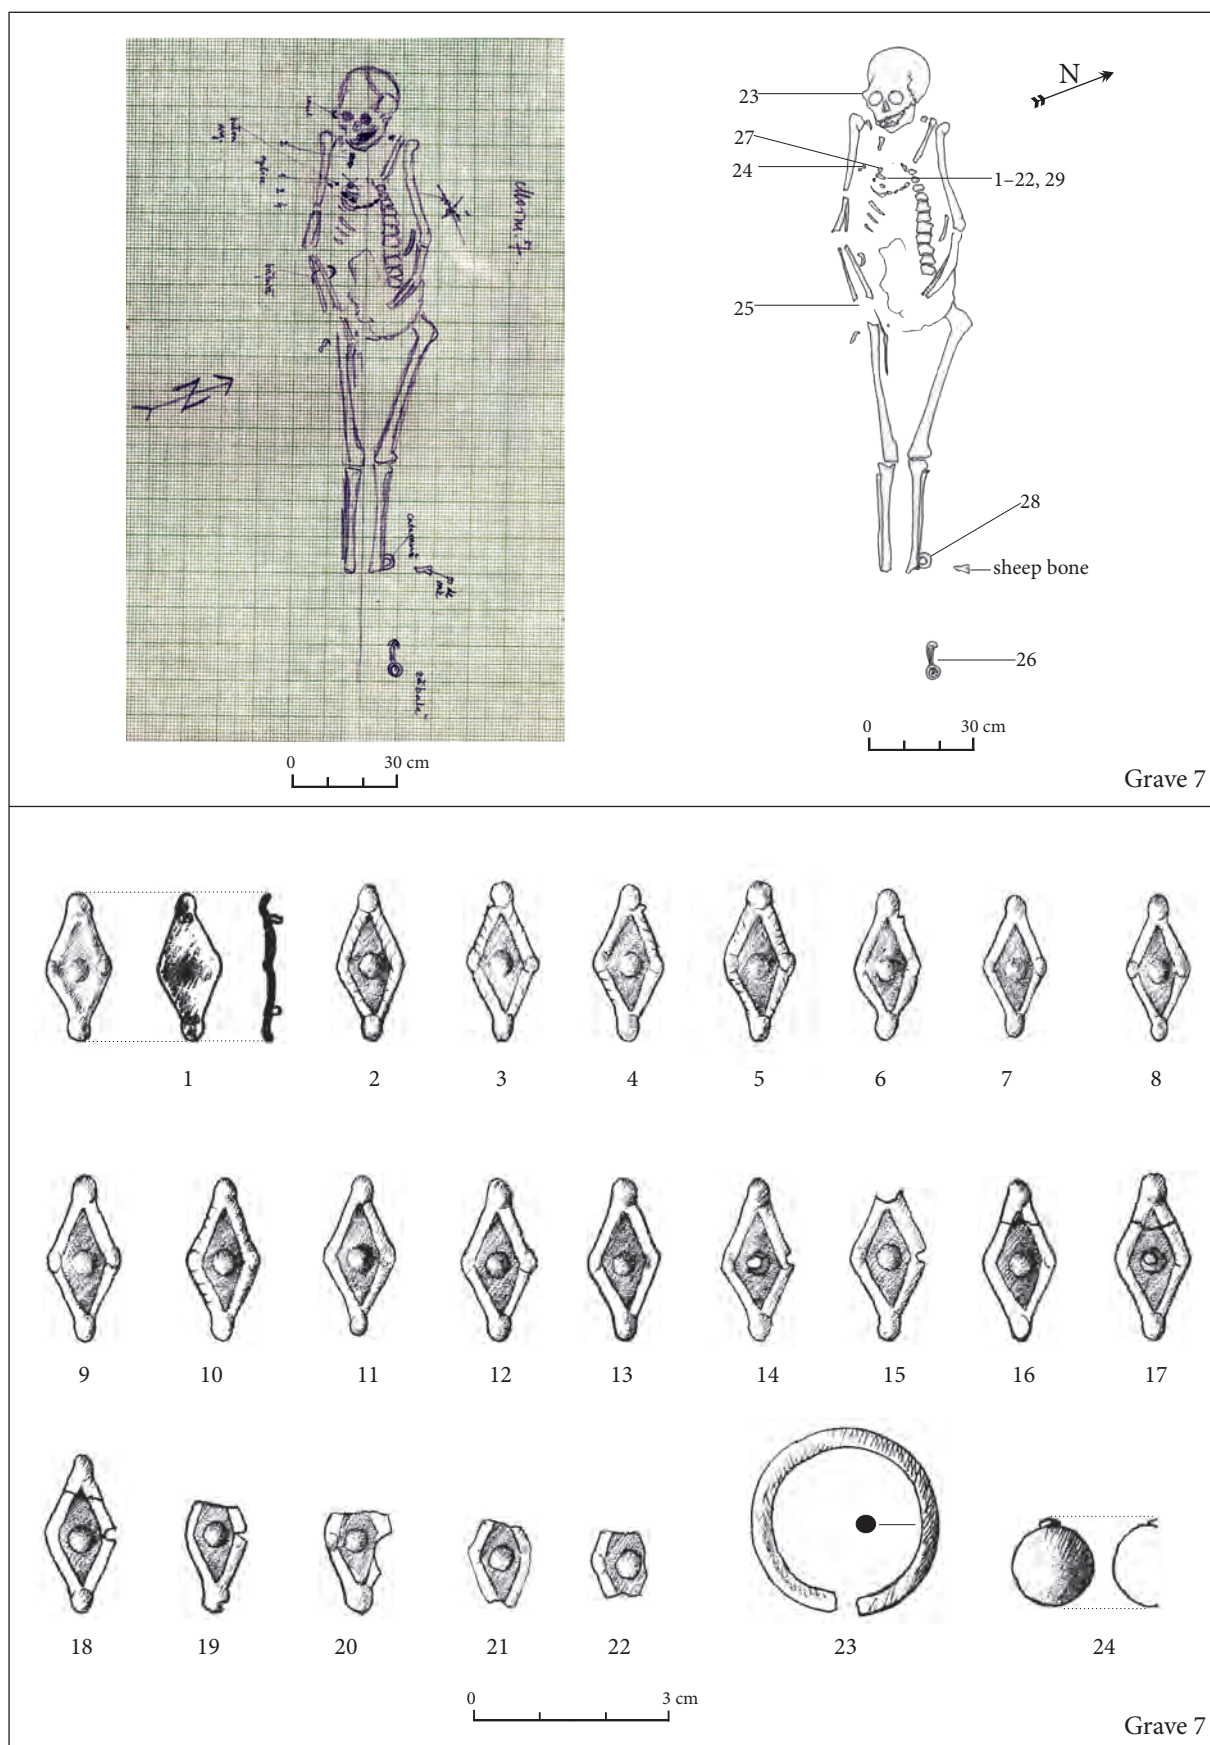 Morm. 7.
0 30 cm
N
23
27
24
1–22, 29
25
28
sheep bone
26
0 30 cm
Grave 7
1 2 3 4 5 6 7 8
9 10 11 12 13 14 15 16 17
18 19 20 21 22 23 24
0 3 cm
Grave 7